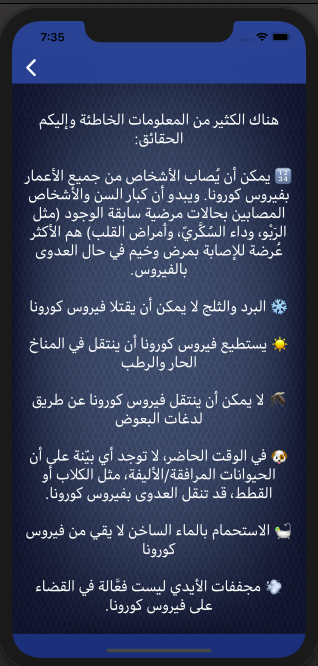 7:35
هناك الكثير من المعلومات الخاطئة وإليكم
الحقائق:
🔢 يمكن أن يُصاب الأشخاص من جميع الأعمار
بفيروس كورونا. ويبدو أن كبار السن والأشخاص
المصابين بحالات مرضية سابقة الوجود (مثل
الرَبْو، وداء السُكَّريّ، وأمراض القلب) هم الأكثر
عُرضة للإصابة بمرض وخيم في حال العدوى
بالفيروس.
❄️ البرد والثلج لا يمكن أن يقتلا فيروس كورونا
☀️ يستطيع فيروس كورونا أن ينتقل في المناخ
الحار والرطب
🦟 لا يمكن أن ينتقل فيروس كورونا عن طريق
لدغات البعوض
🐶 في الوقت الحاضر، لا توجد أي بيّنة على أن
الحيوانات المرافقة/الأليفة، مثل الكلاب أو
القطط، قد تنقل العدوى بفيروس كورونا.
🛀 الاستحمام بالماء الساخن لا يقي من فيروس
كورونا
💨 مجففات الأيدي ليست فعَّالة في القضاء
على فيروس كورونا.